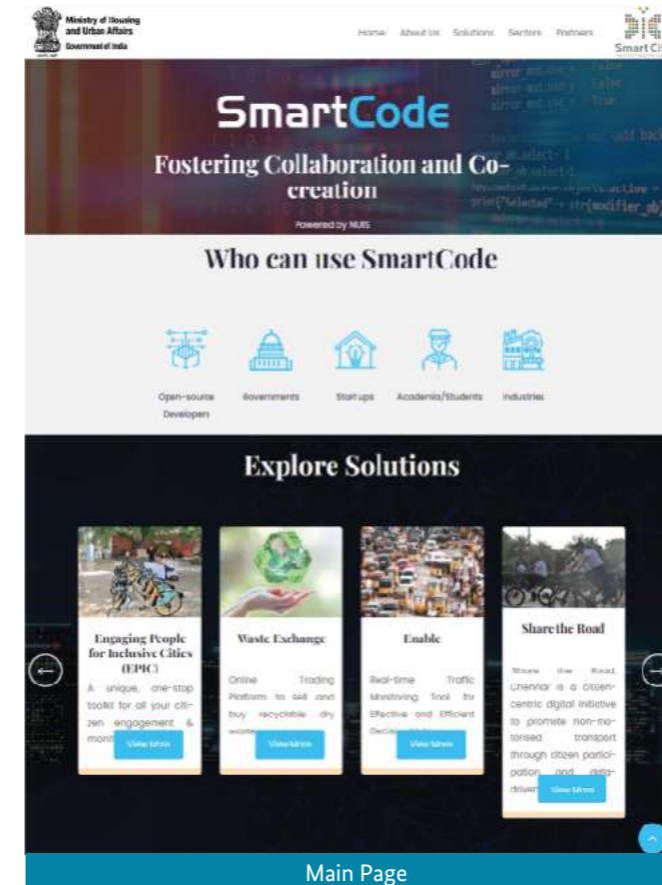 Ministry of Housing
and Urban Affairs
Government of India
Home About Us Solutions Sectors Partners
Smart Cit
SmartCode
Fostering Collaboration and Co-
creation
Powered by NUIS
Who can use SmartCode
Open-source
Developers
Governments
Start ups
Academia/Students
Industries
Explore Solutions
Engaging People
for Inclusive Cities
(EPIC)
A unique, one-stop
toolkit for all your citi-
zen engagement &
monit
View More
Waste Exchange
Online Trading
Platform to sell and
buy recyclable dry
waste
View More
Enable
Real-time Traffic
Monitoring Tool for
Effective and Efficient
View More
Share the Road
Share the Road,
Chennai is a citizen-
centric digital initiative
to promote non-mo-
torised transport
through citizen partici-
pation and data-
driven
View More
Main Page